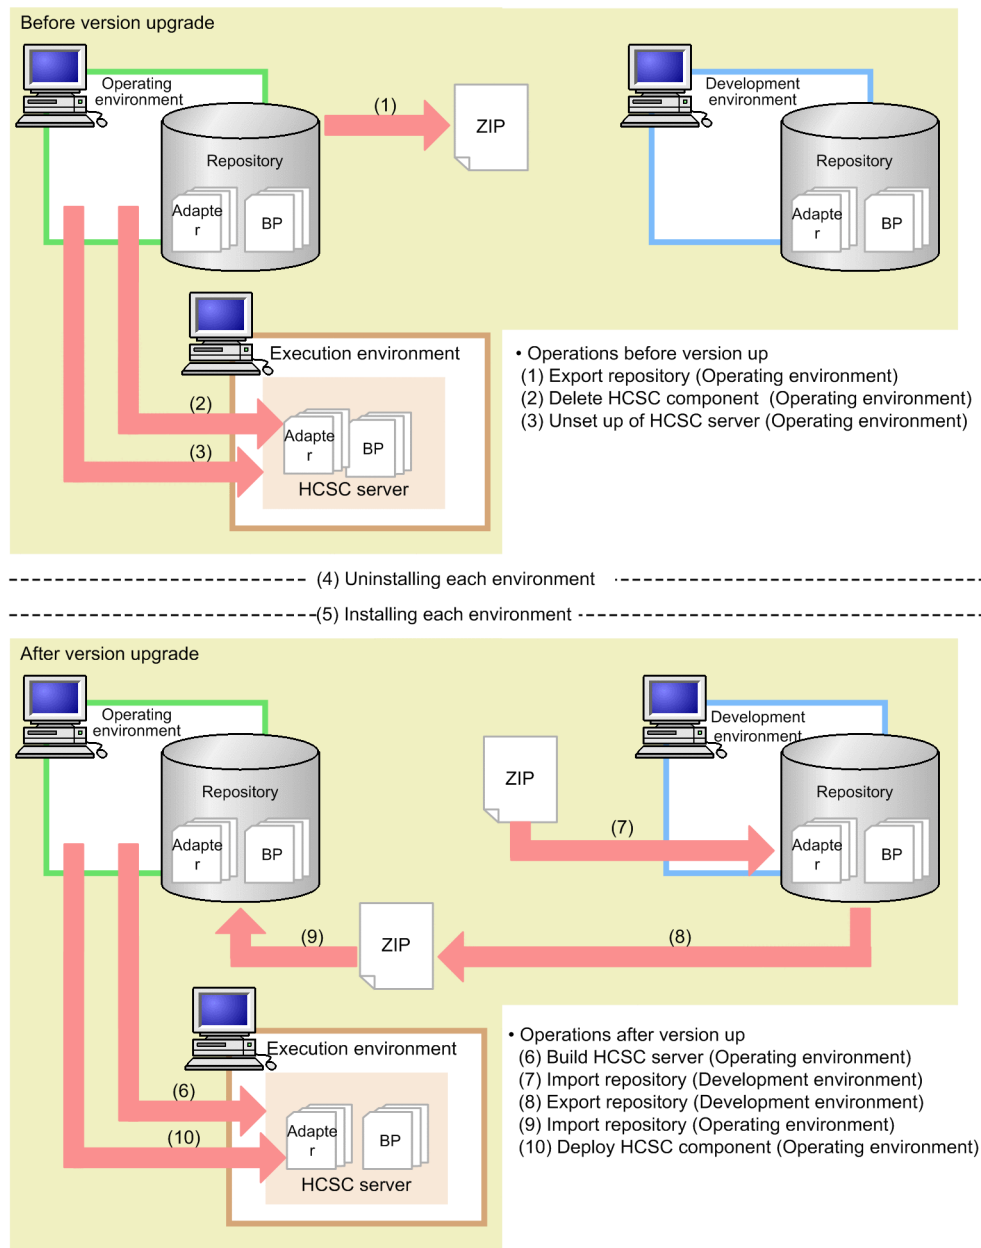 Before version upgrade
Operating
environment
Repository
Adapte
r
BP
(1)
ZIP
Development
environment
Repository
Adapte
r
BP
Execution environment
(2)
(3)
Adapte
r
BP
HCSC server
• Operations before version up
(1) Export repository (Operating environment)
(2) Delete HCSC component (Operating environment)
(3) Unset up of HCSC server (Operating environment)
(4) Uninstalling each environment
(5) Installing each environment
After version upgrade
Operating
environment
Repository
Adapte
r
BP
ZIP
(7)
Development
environment
Repository
Adapte
r
BP
(9)
ZIP
(8)
Execution environment
(6)
(10)
Adapte
r
BP
HCSC server
• Operations after version up
(6) Build HCSC server (Operating environment)
(7) Import repository (Development environment)
(8) Export repository (Development environment)
(9) Import repository (Operating environment)
(10) Deploy HCSC component (Operating environment)